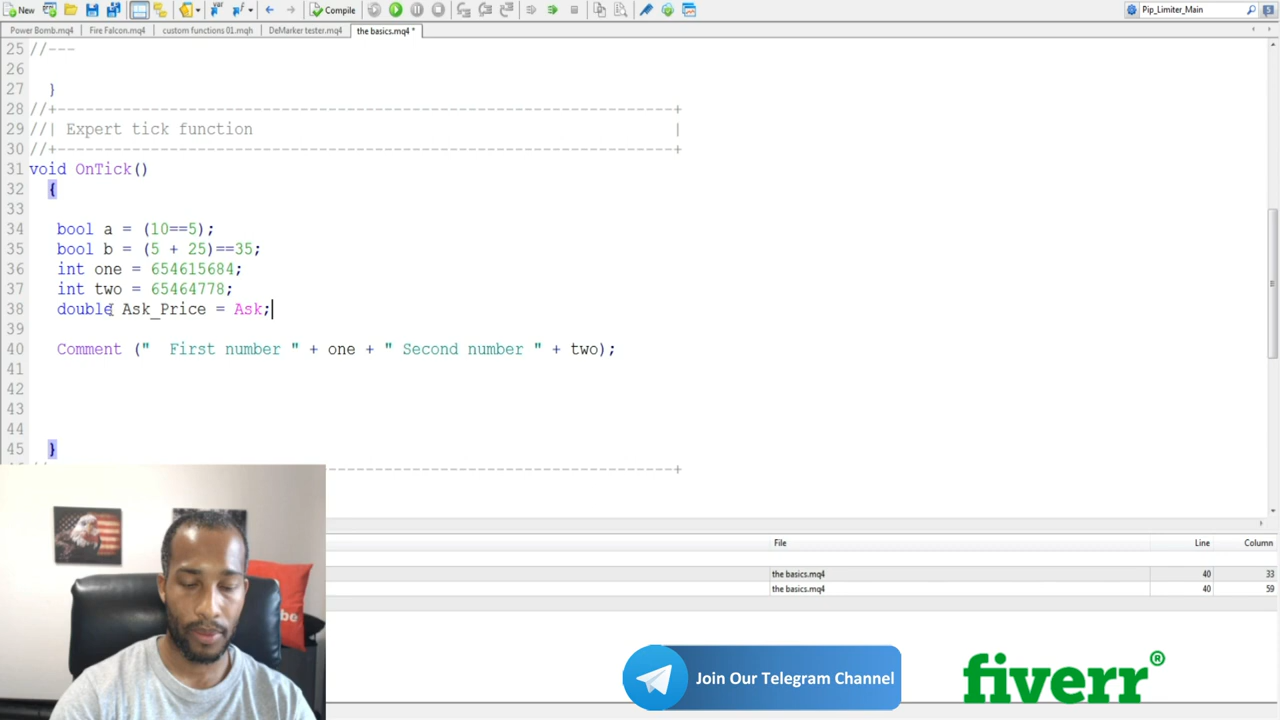 New
Compile
Pip_Limiter_Main
Power Bomb.mq4 Fire Falcon.mq4 custom functions 01.mqh DeMarker tester.mq4 the basics.mq4 *
25 //---
26
27 }
28 //+------------------------------------------------------------------+
29 //| Expert tick function |
30 //+------------------------------------------------------------------+
31 void OnTick()
32 {
33
34 bool a = (10==5);
35 bool b = (5 + 25)==35;
36 int one = 654615684;
37 int two = 65464778;
38 double Ask_Price = Ask;
39
40 Comment (" First number " + one + " Second number " + two);
41
42
43
44
45 }
File Line Column
the basics.mq4 40 33
the basics.mq4 40 59
Join Our Telegram Channel
fiverr®